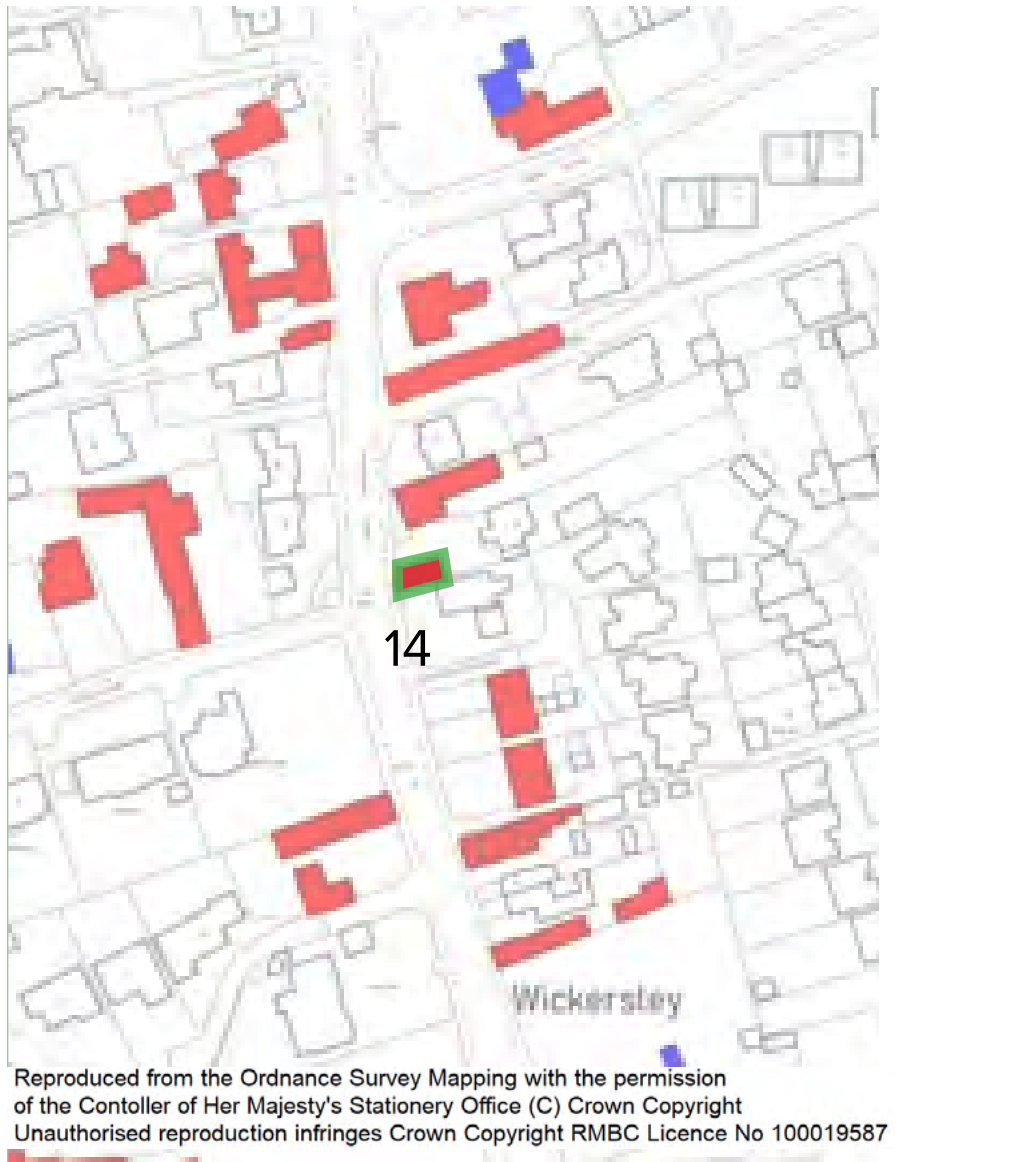 14
Wickersley
Reproduced from the Ordnance Survey Mapping with the permission
of the Contoller of Her Majesty's Stationery Office (C) Crown Copyright
Unauthorised reproduction infringes Crown Copyright RMBC Licence No 100019587